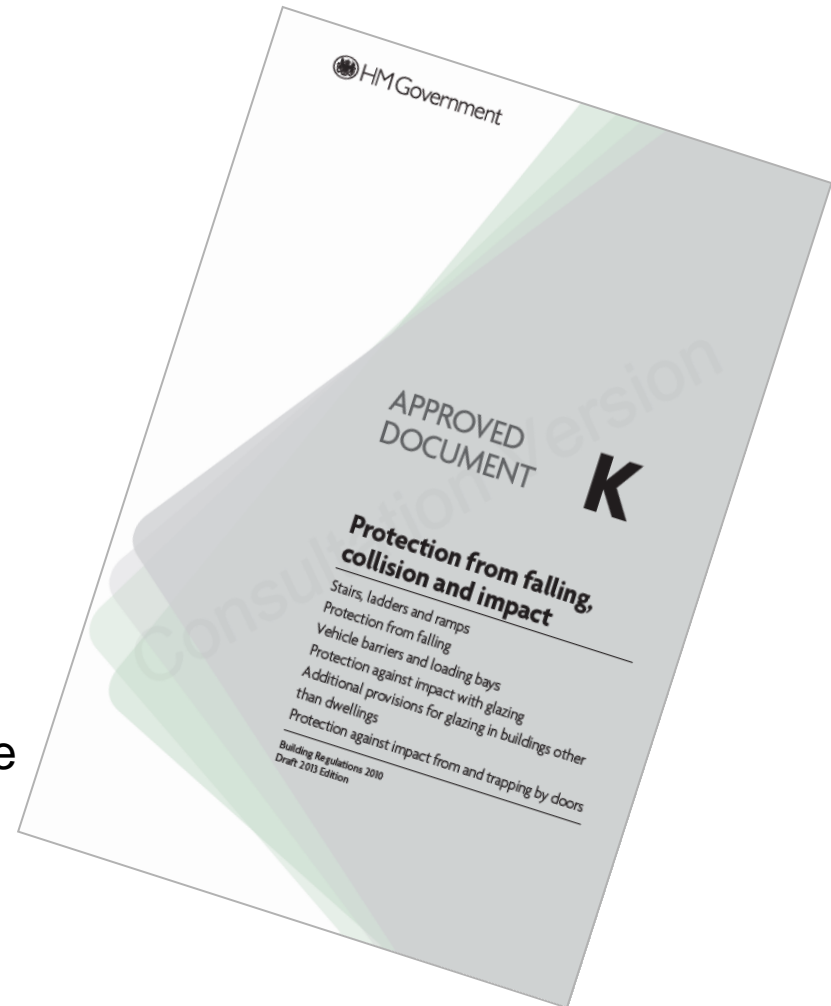 HM Government
APPROVED
DOCUMENT
K
Protection from falling,
collision and impact
Stairs, ladders and ramps
Protection from falling
Vehicle barriers and loading bays
Protection against impact with glazing
Additional provisions for glazing in buildings other
than dwellings
Protection against impact from and trapping by doors
Building Regulations 2010
Draft 2013 Edition
Consultation Version
e